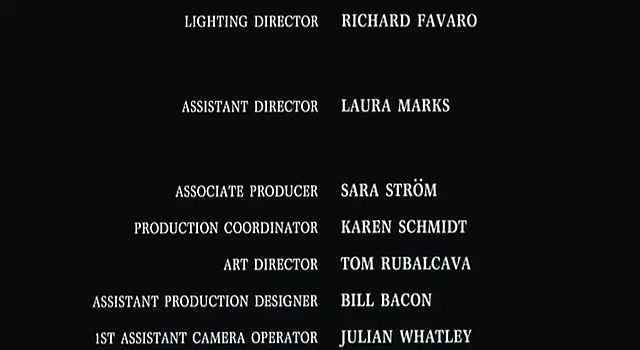 LIGHTING DIRECTOR RICHARD FAVARO
ASSISTANT DIRECTOR LAURA MARKS
ASSOCIATE PRODUCER SARA STRÖM
PRODUCTION COORDINATOR KAREN SCHMIDT
ART DIRECTOR TOM RUBALCAVA
ASSISTANT PRODUCTION DESIGNER BILL BACON
1ST ASSISTANT CAMERA OPERATOR JULIAN WHATLEY